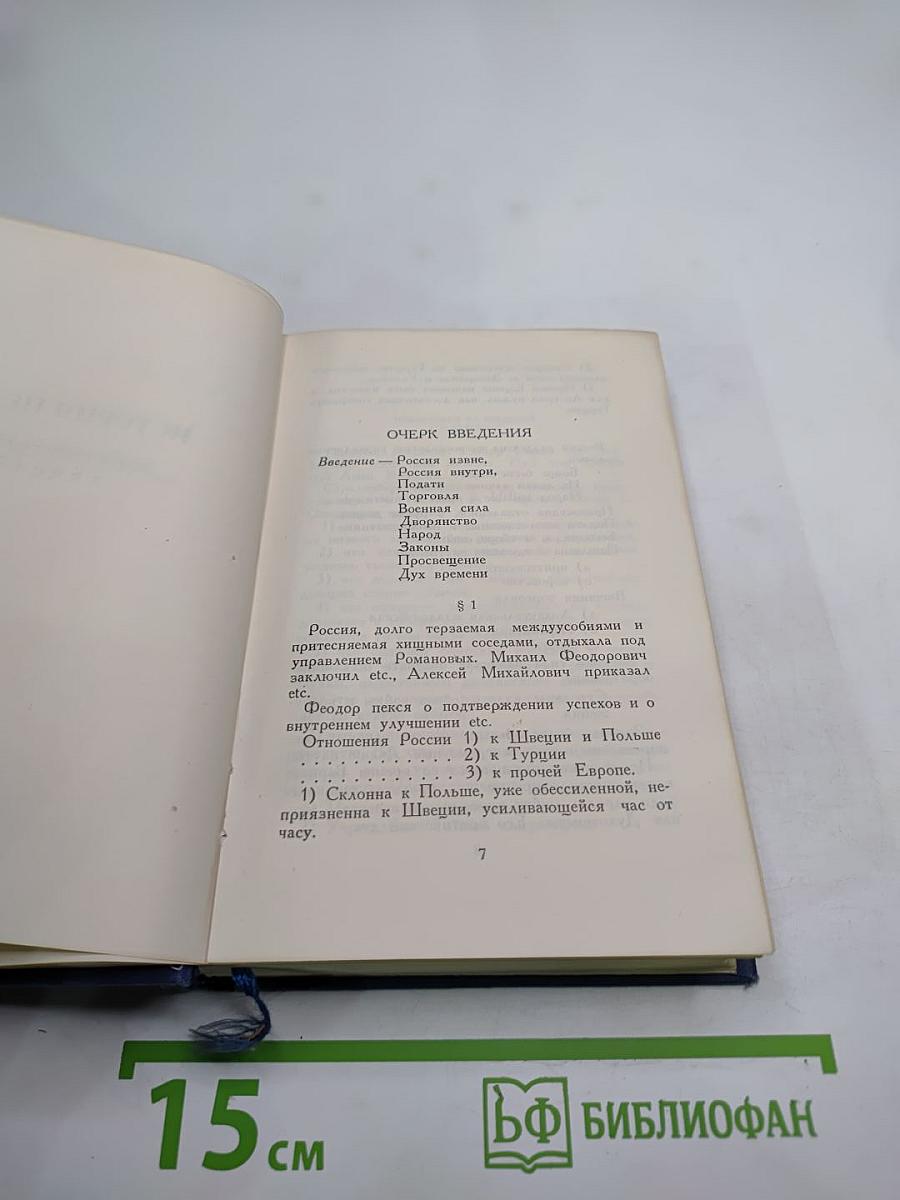 ОЧЕРК ВВЕДЕНИЯ
Введение — Россия извне,
Россия внутри,
Подати
Торговля
Военная сила
Дворянство
Народ
Законы
Просвещение
Дух времени
§ 1
Россия, долго терзаемая междуусобиями и
притесняемая хищными соседами, отдыхала под
управлением Романовых. Михаил Феодорович
заключил etc., Алексей Михайлович приказал
etc.
Феодор пекся о подтверждении успехов и о
внутреннем улучшении etc.
Отношения России 1) к Швеции и Польше
. . . . . . . . . . . . . 2) к Турции
. . . . . . . . . . . . . 3) к прочей Европе.
1) Склонна к Польше, уже обессиленной, не-
приязненна к Швеции, усиливающейся час от
часу.
7
15 см
БФ БИБЛИОФАН